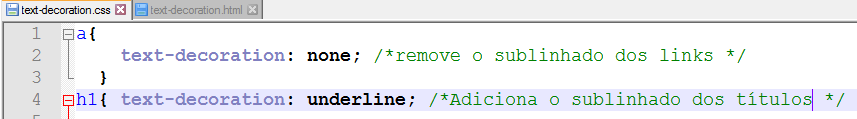 text-decoration.css text-decoration.html
1 a{
2 text-decoration: none; /*remove o sublinhado dos links */
3 }
4 h1{ text-decoration: underline; /*Adiciona o sublinhado dos títulos */